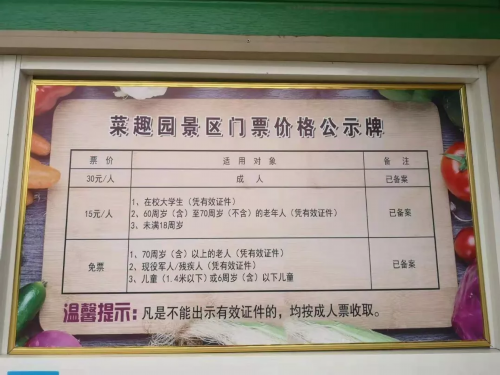 菜趣园景区门票价格公示牌
票价 适用对象 备注
30元/人 成人 已备案
15元/人
1、在校大学生（凭有效证件）
2、60周岁（含）至70周岁（不含）的老年人（凭有效证件）
3、未满18周岁
已备案
免票
1、70周岁（含）以上的老人（凭有效证件）
2、现役军人/残疾人（凭有效证件）
3、儿童（1.4米以下）或6周岁（含）以下儿童
已备案
温馨提示：凡是不能出示有效证件的，均按成人票收取。